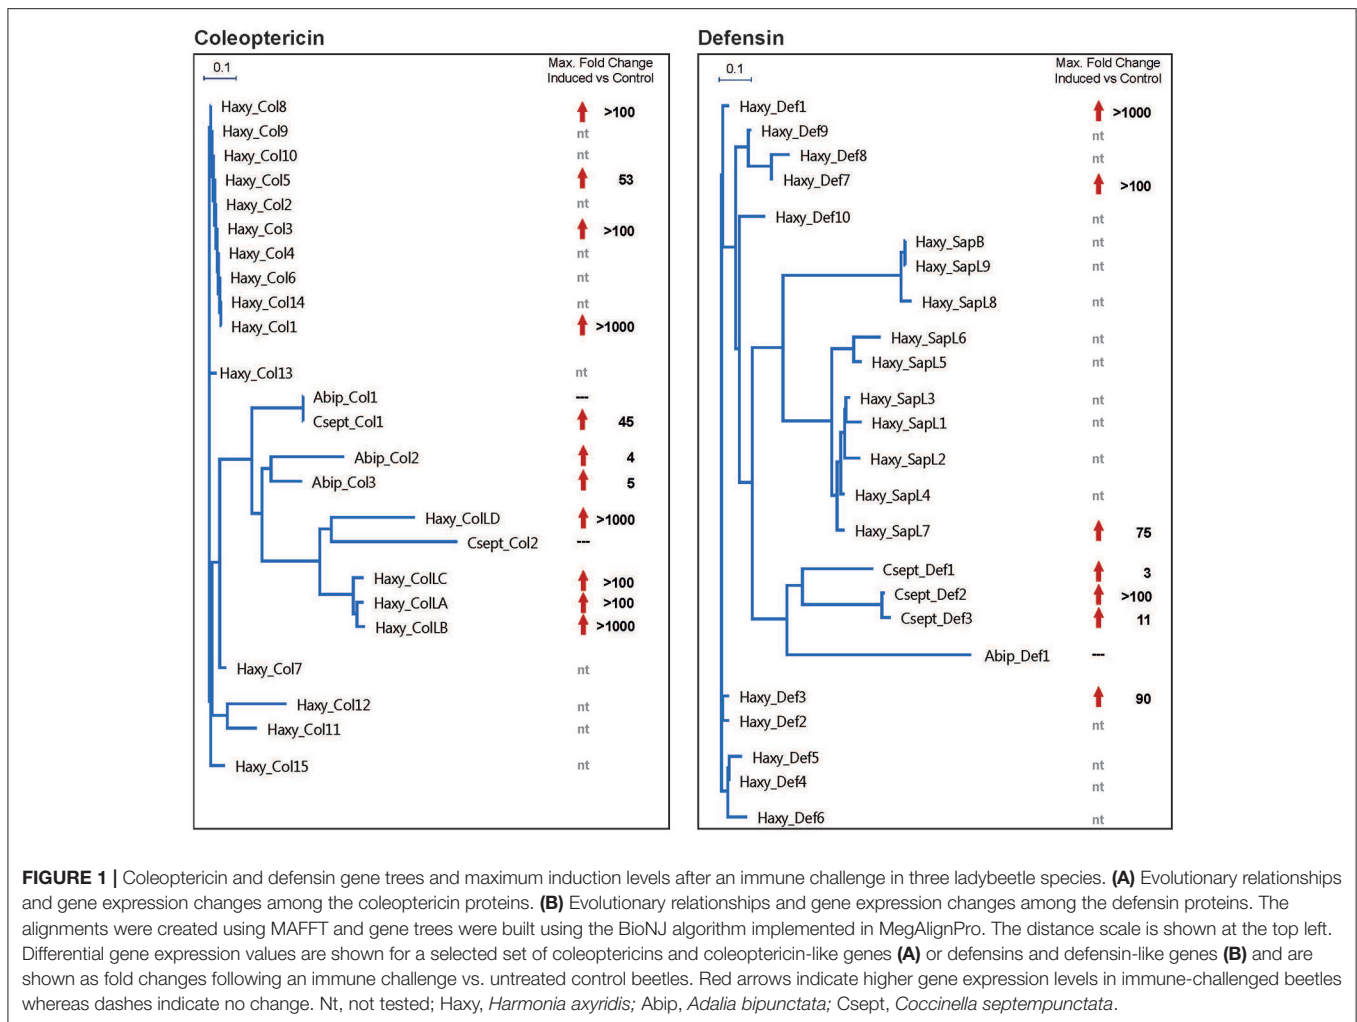 Coleoptericin
0.1
Max. Fold Change
Induced vs Control
Haxy_Col8 >100
Haxy_Col9 nt
Haxy_Col10 nt
Haxy_Col5 53
Haxy_Col2 nt
Haxy_Col3 >100
Haxy_Col4 nt
Haxy_Col6 nt
Haxy_Col14 nt
Haxy_Col1 >1000
Haxy_Col13 nt
Abip_Col1 ---
Csept_Col1 45
Abip_Col2 4
Abip_Col3 5
Haxy_ColLD >1000
Csept_Col2 ---
Haxy_ColLC >100
Haxy_ColLA >100
Haxy_ColLB >1000
Haxy_Col7 nt
Haxy_Col12 nt
Haxy_Col11 nt
Haxy_Col15 nt
Defensin
0.1
Max. Fold Change
Induced vs Control
Haxy_Def1 >1000
Haxy_Def9 nt
Haxy_Def8 nt
Haxy_Def7 >100
Haxy_Def10 nt
Haxy_SapB nt
Haxy_SapL9 nt
Haxy_SapL8 nt
Haxy_SapL6 nt
Haxy_SapL5 nt
Haxy_SapL3 nt
Haxy_SapL1 nt
Haxy_SapL2 nt
Haxy_SapL4 nt
Haxy_SapL7 75
Csept_Def1 3
Csept_Def2 >100
Csept_Def3 11
Abip_Def1 ---
Haxy_Def3 90
Haxy_Def2 nt
Haxy_Def5 nt
Haxy_Def4 nt
Haxy_Def6 nt
FIGURE 1 | Coleoptericin and defensin gene trees and maximum induction levels after an immune challenge in three ladybeetle species. (A) Evolutionary relationships
and gene expression changes among the coleoptericin proteins. (B) Evolutionary relationships and gene expression changes among the defensin proteins. The
alignments were created using MAFFT and gene trees were built using the BioNJ algorithm implemented in MegAlignPro. The distance scale is shown at the top left.
Differential gene expression values are shown for a selected set of coleoptericins and coleoptericin-like genes (A) or defensins and defensin-like genes (B) and are
shown as fold changes following an immune challenge vs. untreated control beetles. Red arrows indicate higher gene expression levels in immune-challenged beetles
whereas dashes indicate no change. Nt, not tested; Haxy, Harmonia axyridis; Abip, Adalia bipunctata; Csept, Coccinella septempunctata.